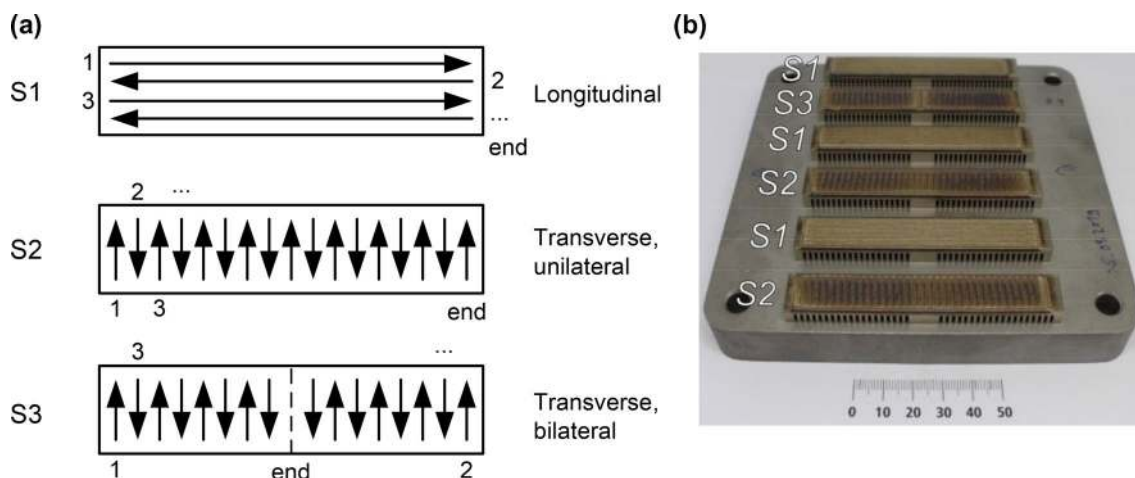 (a)
1
S1
2
3
...
end
Longitudinal
2
...
S2
Transverse,
unilateral
1
3
end
3
...
S3
Transverse,
bilateral
1
end
2
(b)
S1
S3
S1
S2
S1
S2
0 10 20 30 40 50